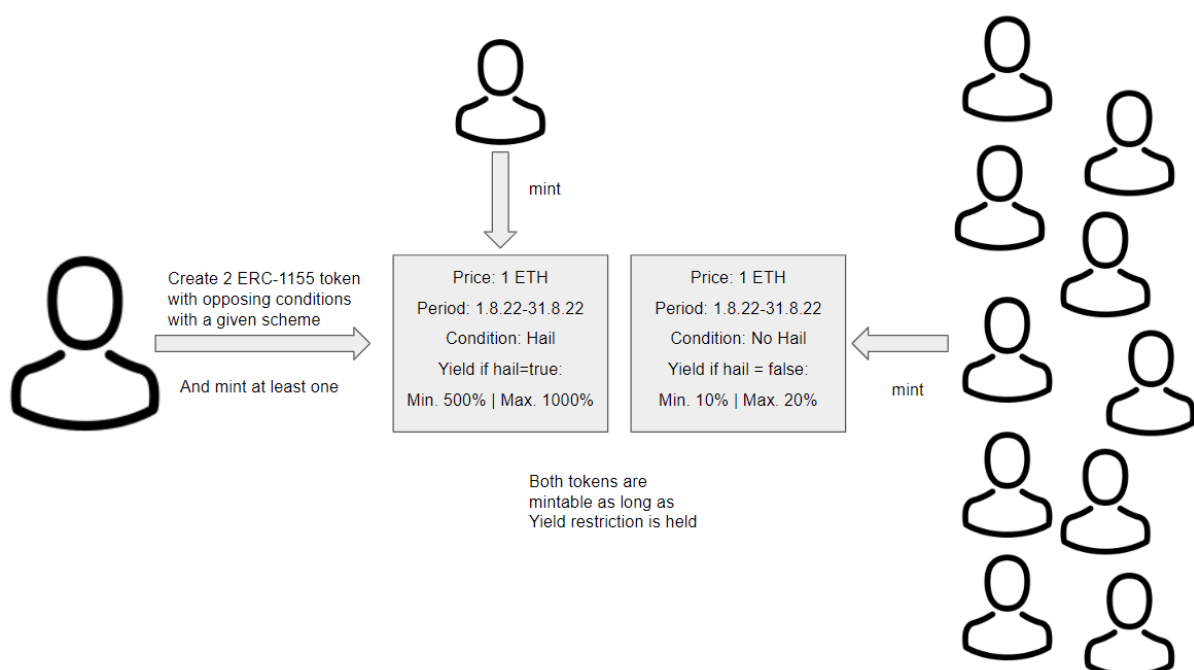 mint
Create 2 ERC-1155 token
with opposing conditions
with a given scheme
And mint at least one
Price: 1 ETH
Period: 1.8.22-31.8.22
Condition: Hail
Yield if hail=true:
Min. 500% | Max. 1000%
Price: 1 ETH
Period: 1.8.22-31.8.22
Condition: No Hail
Yield if hail = false:
Min. 10% | Max. 20%
mint
Both tokens are
mintable as long as
Yield restriction is held